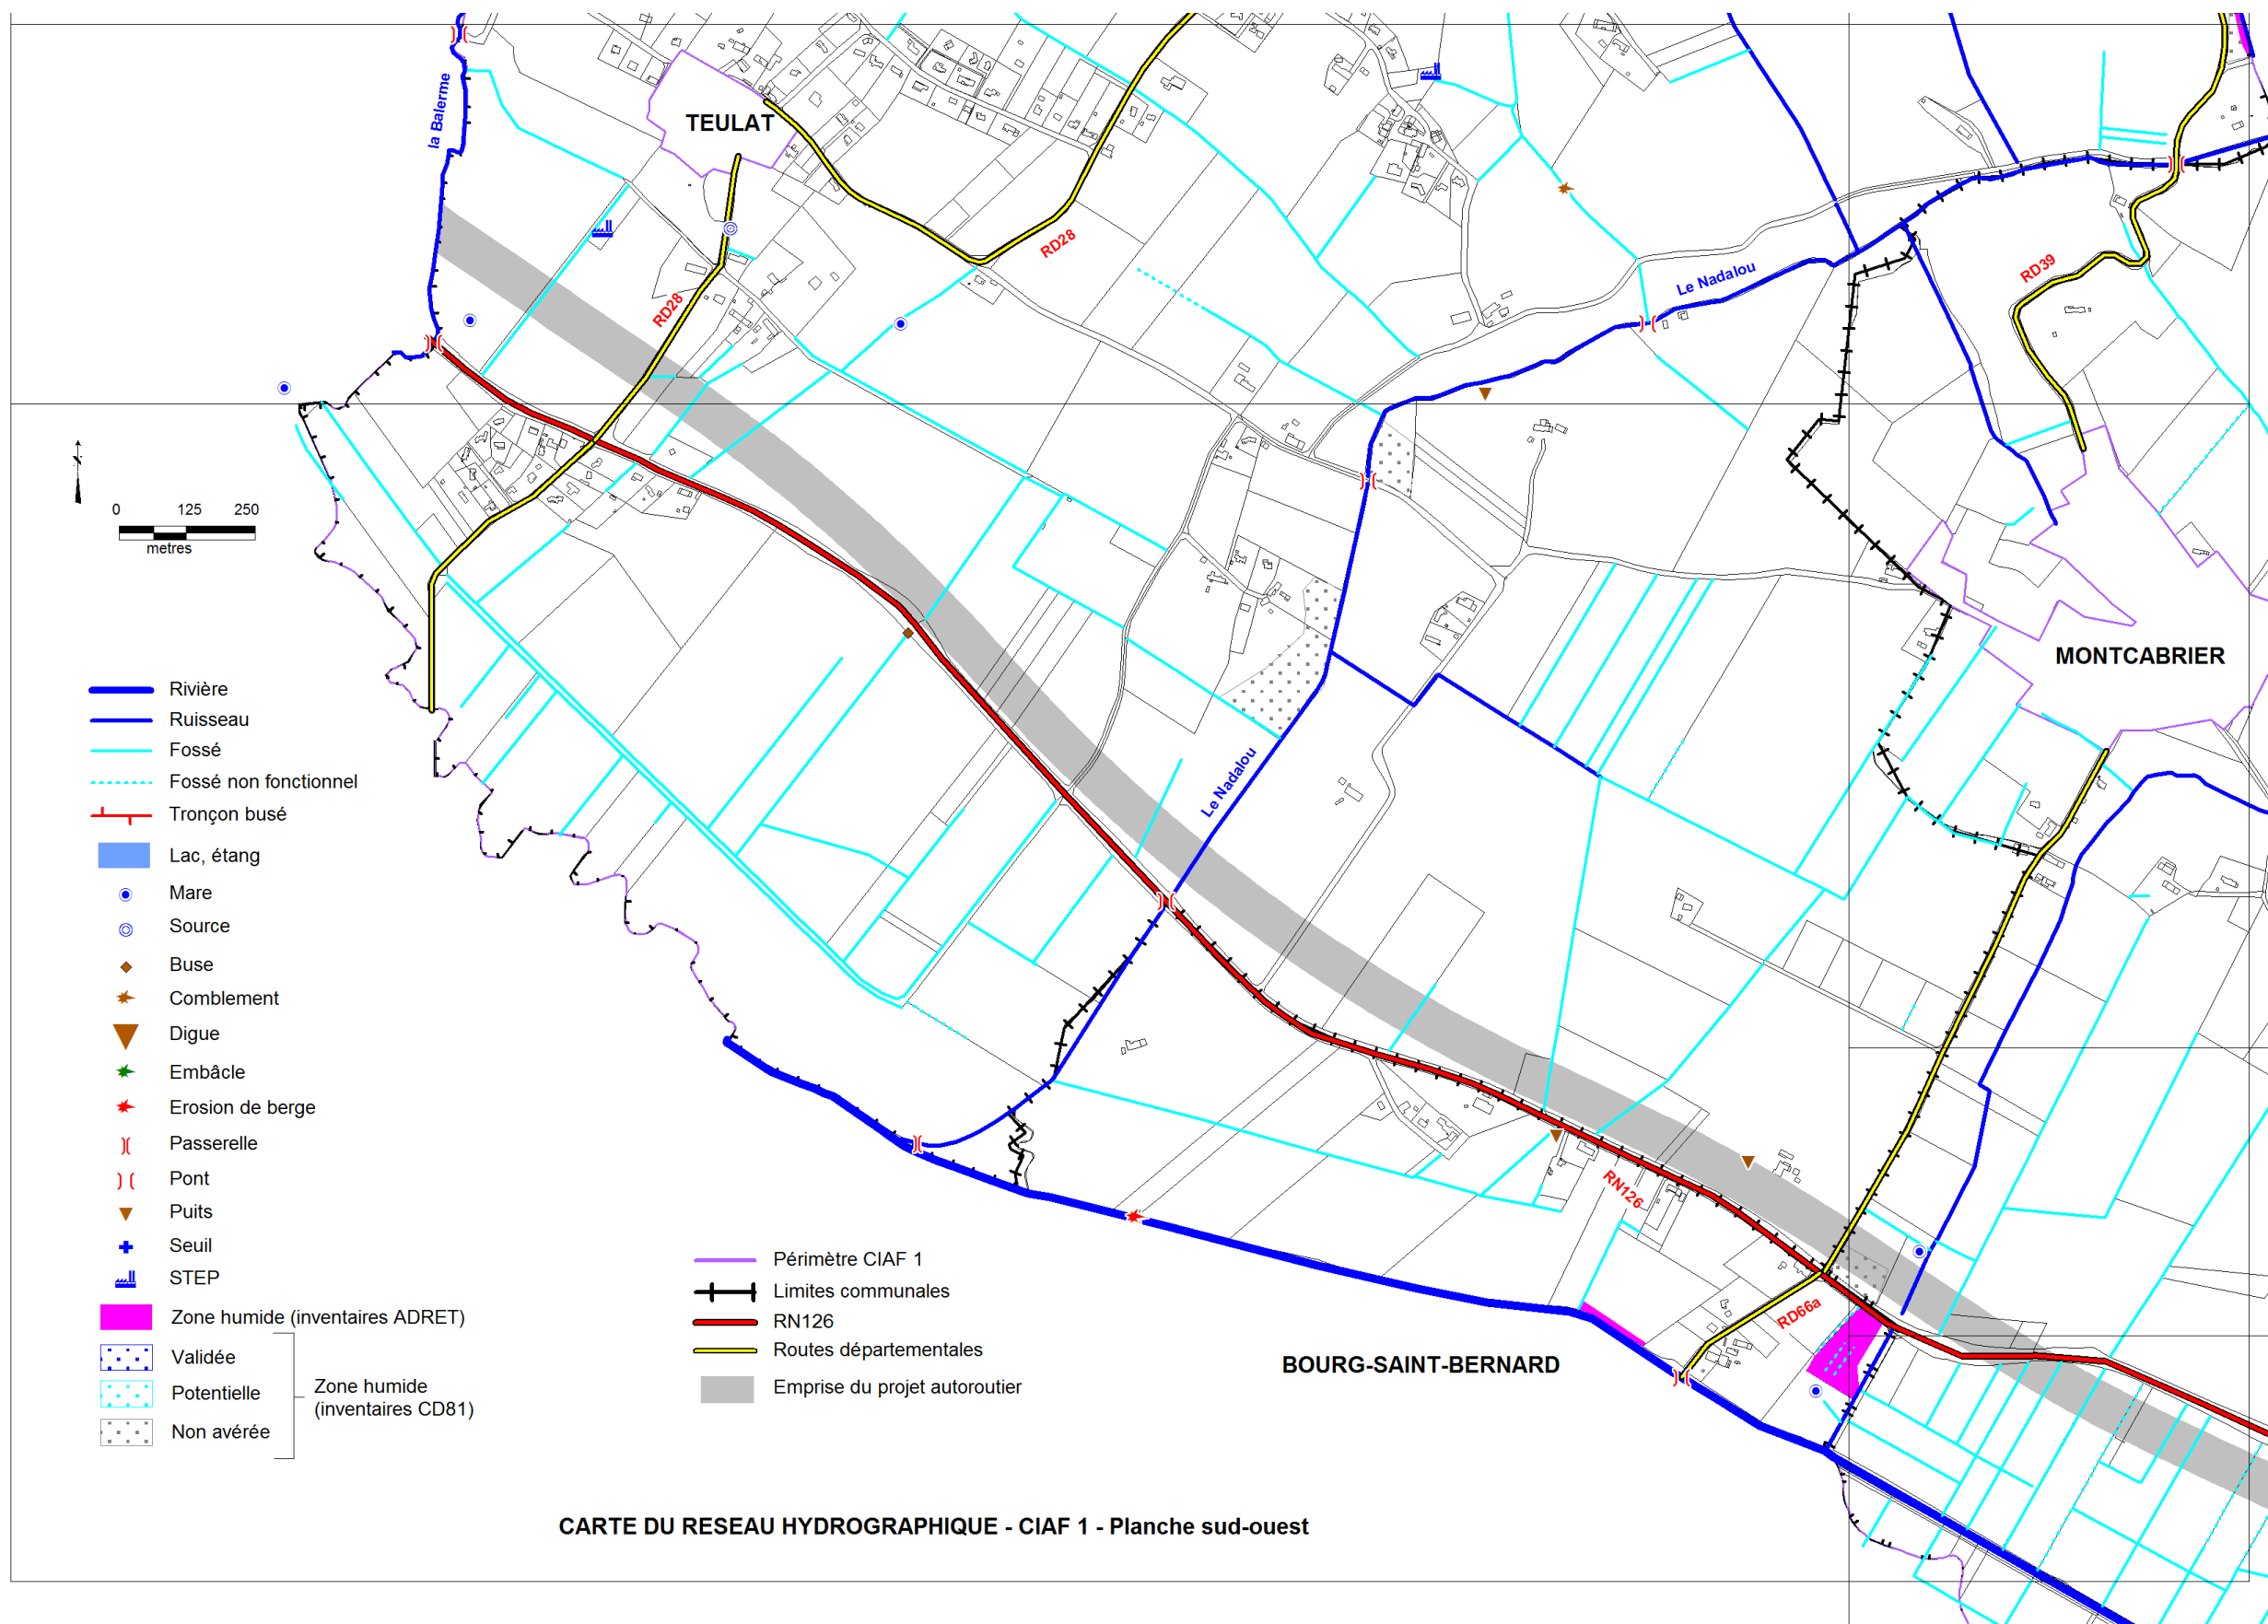 la Balerme
TEULAT
RD28
RD28
Le Nadalou
RD39
N
0 125 250
metres
MONTCABRIER
Le Nadalou
Rivière
Ruisseau
Fossé
Fossé non fonctionnel
Tronçon busé
Lac, étang
Mare
Source
Buse
Comblement
Digue
Embâcle
Erosion de berge
Passerelle
Pont
Puits
Seuil
STEP
Zone humide (inventaires ADRET)
Validée
Potentielle
Non avérée
Zone humide
(inventaires CD81)
Périmètre CIAF 1
Limites communales
RN126
Routes départementales
Emprise du projet autoroutier
RN126
RD66a
BOURG-SAINT-BERNARD
CARTE DU RESEAU HYDROGRAPHIQUE - CIAF 1 - Planche sud-ouest